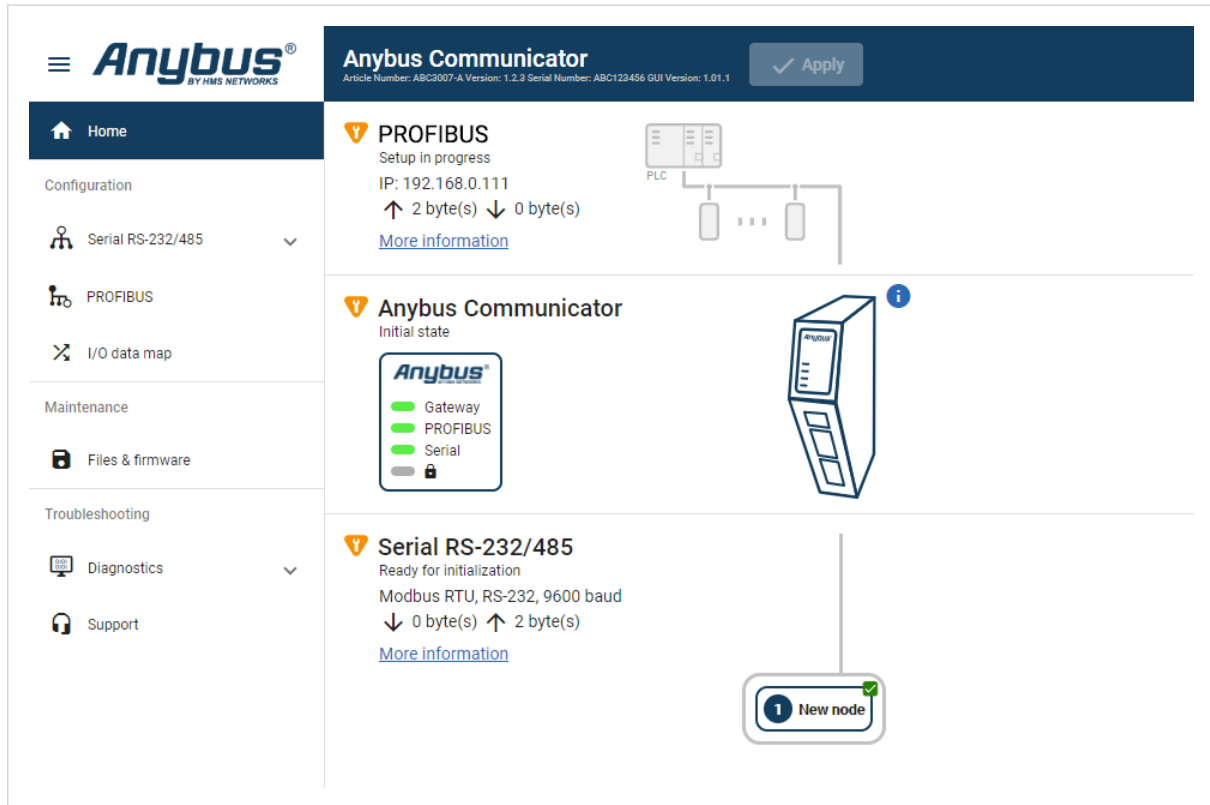 Anybus®
BY HMS NETWORKS
Anybus Communicator
Article Number: ABC3007-A Version: 1.2.3 Serial Number: ABC123456 GUI Version: 1.01.1
Apply
Home
Configuration
Serial RS-232/485
PROFIBUS
I/O data map
Maintenance
Files & firmware
Troubleshooting
Diagnostics
Support
PROFIBUS
Setup in progress
IP: 192.168.0.111
2 byte(s) 0 byte(s)
More information
PLC
Anybus Communicator
Initial state
Anybus®
BY HMS NETWORKS
Gateway
PROFIBUS
Serial
Anybus
i
Serial RS-232/485
Ready for initialization
Modbus RTU, RS-232, 9600 baud
0 byte(s) 2 byte(s)
More information
1 New node